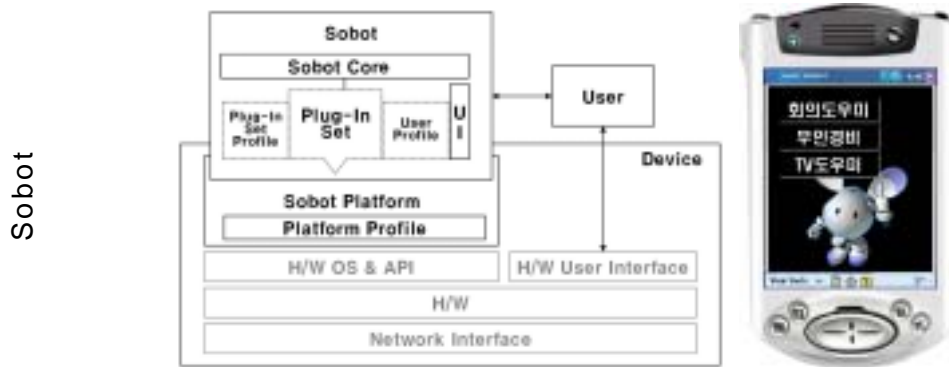 Sobot
Sobot
Sobot Core
Plug-In Set Profile
Plug-In Set
User Profile
UI
User
Device
Sobot Platform
Platform Profile
H/W OS & API
H/W User Interface
H/W
Network Interface
회의도우미
무인경비
TV도우미